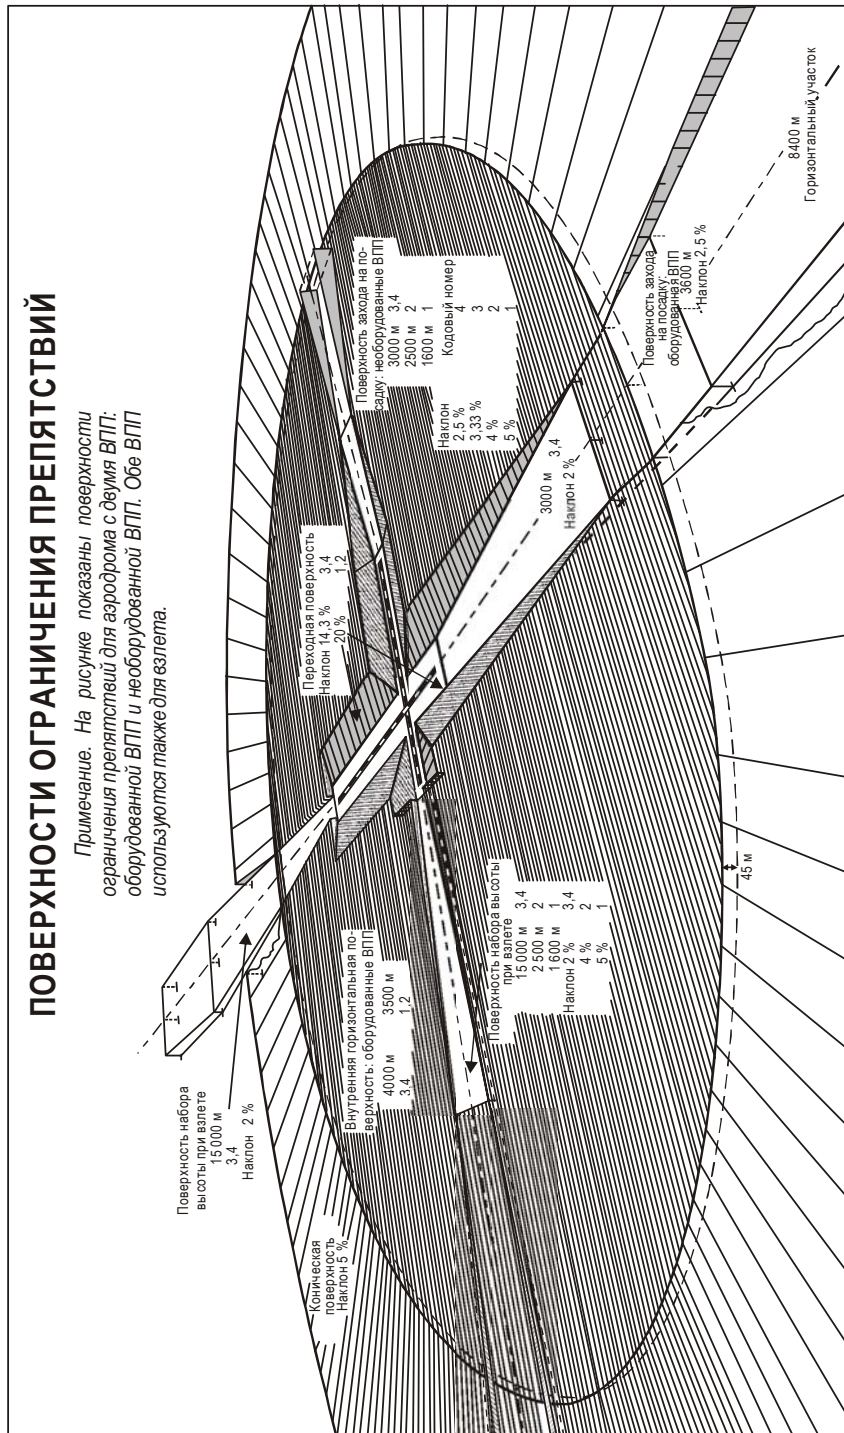 ПОВЕРХНОСТИ ОГРАНИЧЕНИЯ ПРЕПЯТСТВИЙ
Примечание. На рисунке показаны поверхности
ограничения препятствий для аэродрома с двумя ВПП:
оборудованной ВПП и необорудованной ВПП. Обе ВПП
используются также для взлета.
Поверхность набора
высоты при взлете
15 000 м
3,4
Наклон 2 %
Коническая
поверхность
Наклон 5 %
Внутренняя горизонтальная по-
верхность: оборудованные ВПП
4000 м 3500 м
3,4 1,2
Переходная поверхность
Наклон 14,3 % 3,4
20 % 1,2
Поверхность захода на по-
садку: необорудованные ВПП
3000 м 3,4
2500 м 2
1600 м 1
Наклон Кодовый номер
2,5 % 4
3,33 % 3
4 % 2
5 % 1
Поверхность набора высоты
при взлете
15 000 м 3,4
2 500 м 2
1 600 м 1
Наклон 2 % 3,4
4 % 2
5 % 1
3000 м 3,4
Наклон 2 %
Поверхность захода
на посадку:
оборудованная ВПП
3600 м
Наклон 2,5 %
8400 м
Горизонтальный участок
45 м